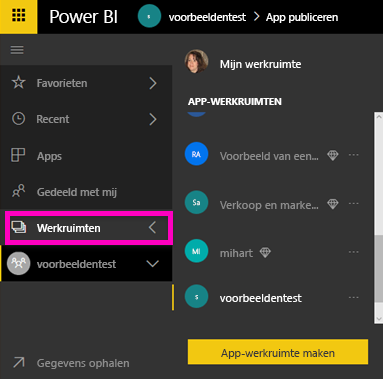 Power BI
s voorbeeldentest > App publiceren
Favorieten
Recent
Apps
Gedeeld met mij
Werkruimten
voorbeeldentest
Gegevens ophalen
Mijn werkruimte
APP-WERKRUIMTEN
RA Voorbeeld van een...
Sa Verkoop en marke...
MI mihart
s voorbeeldentest
App-werkruimte maken